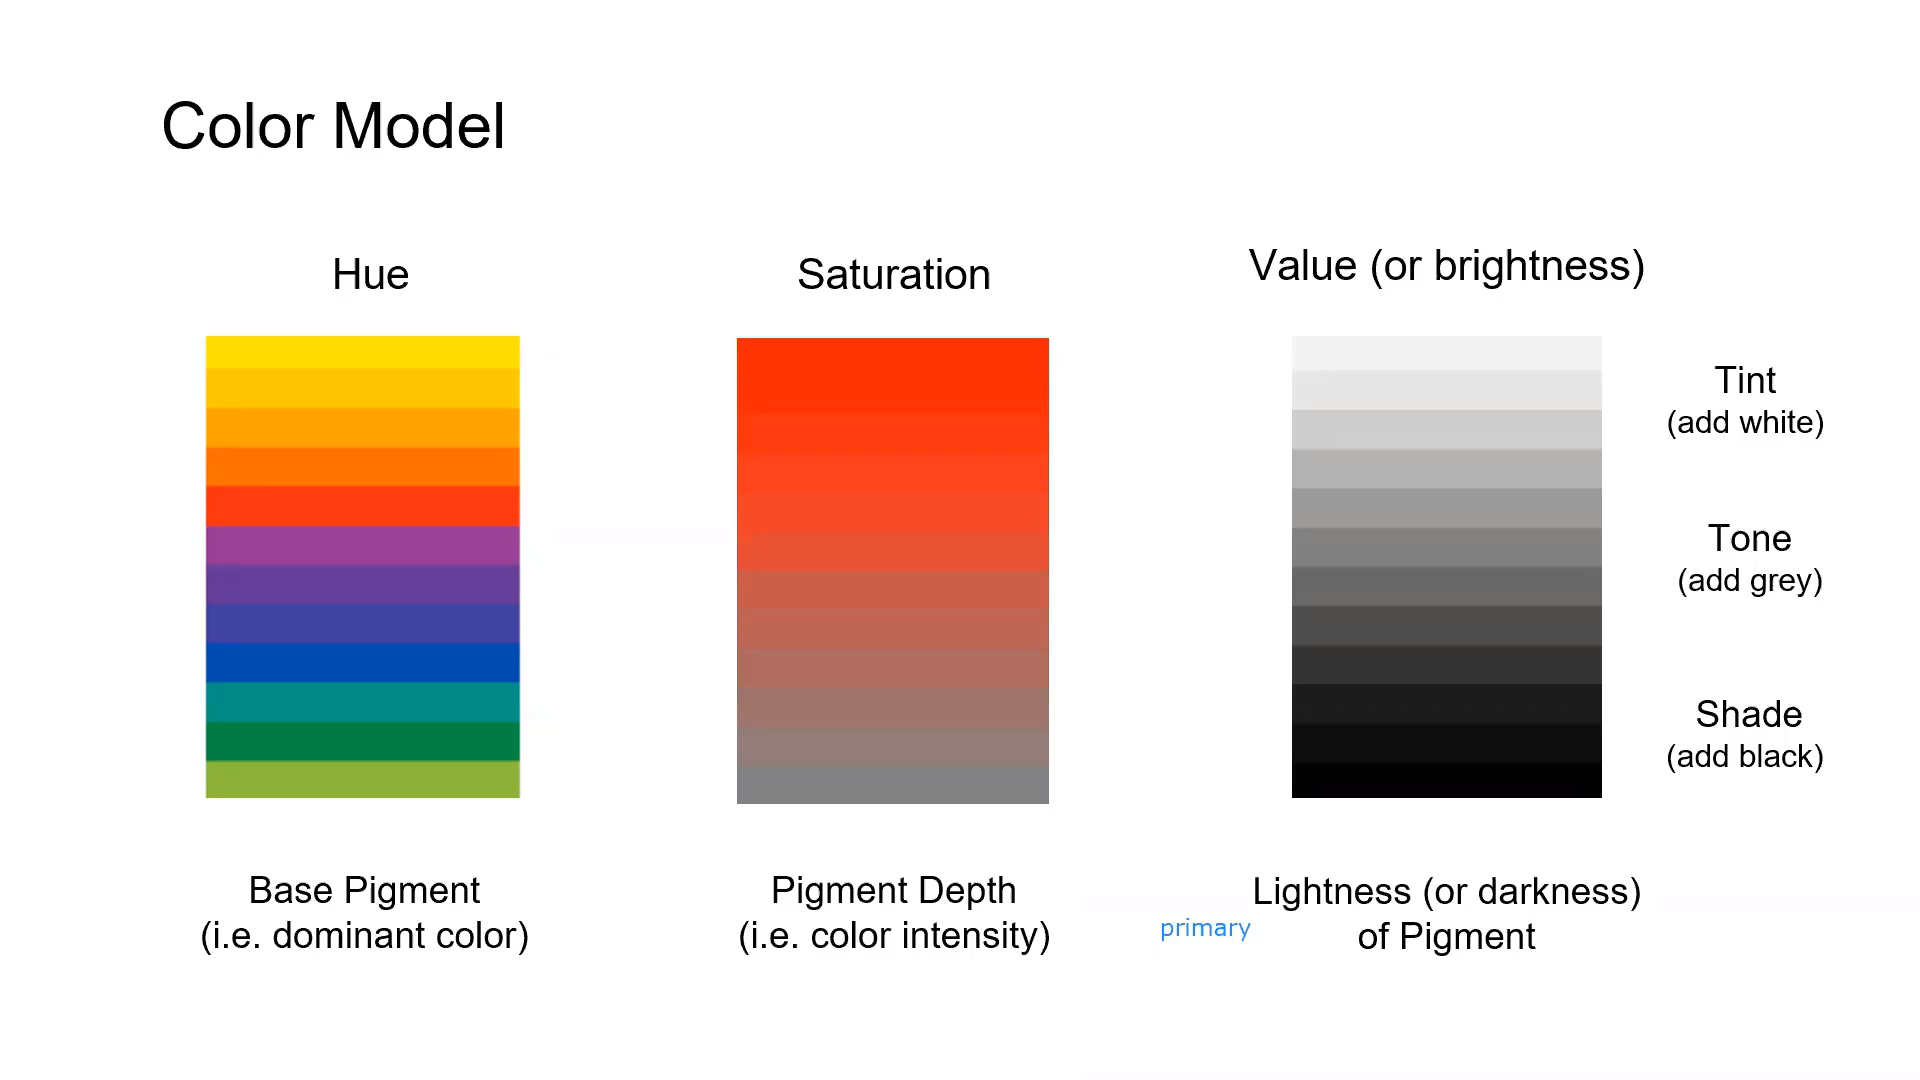 Color Model
Hue
Saturation
Value (or brightness)
Tint
(add white)
Tone
(add grey)
Shade
(add black)
Base Pigment
(i.e. dominant color)
Pigment Depth
(i.e. color intensity)
Lightness (or darkness)
of Pigment
primary